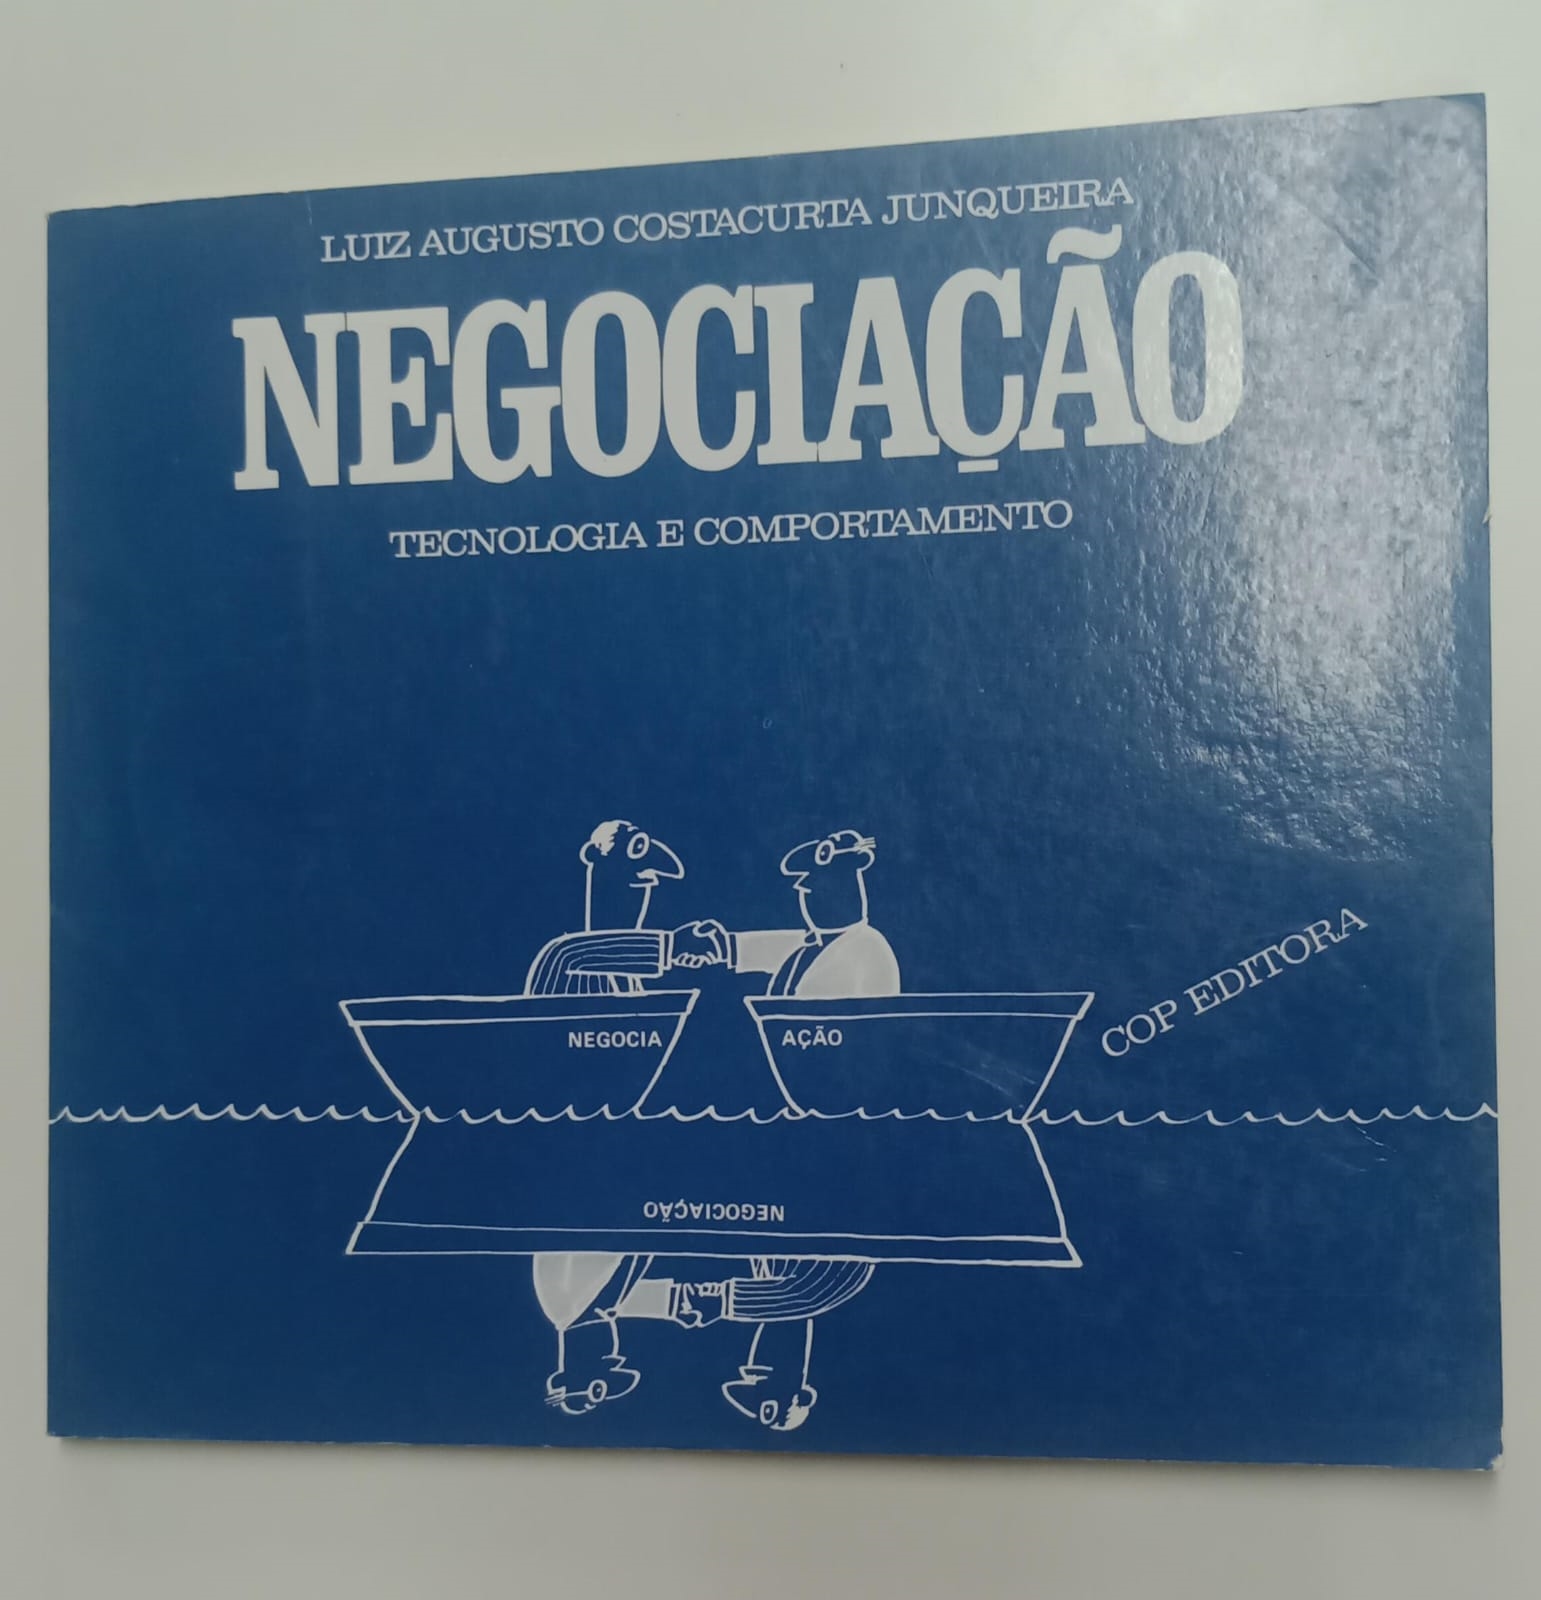 LUIZ AUGUSTO COSTACURTA JUNQUEIRA
NEGOCIAÇÃO
TECNOLOGIA E COMPORTAMENTO
COP EDITORA
NEGOCIA
AÇÃO
NEGOCIAÇÃO